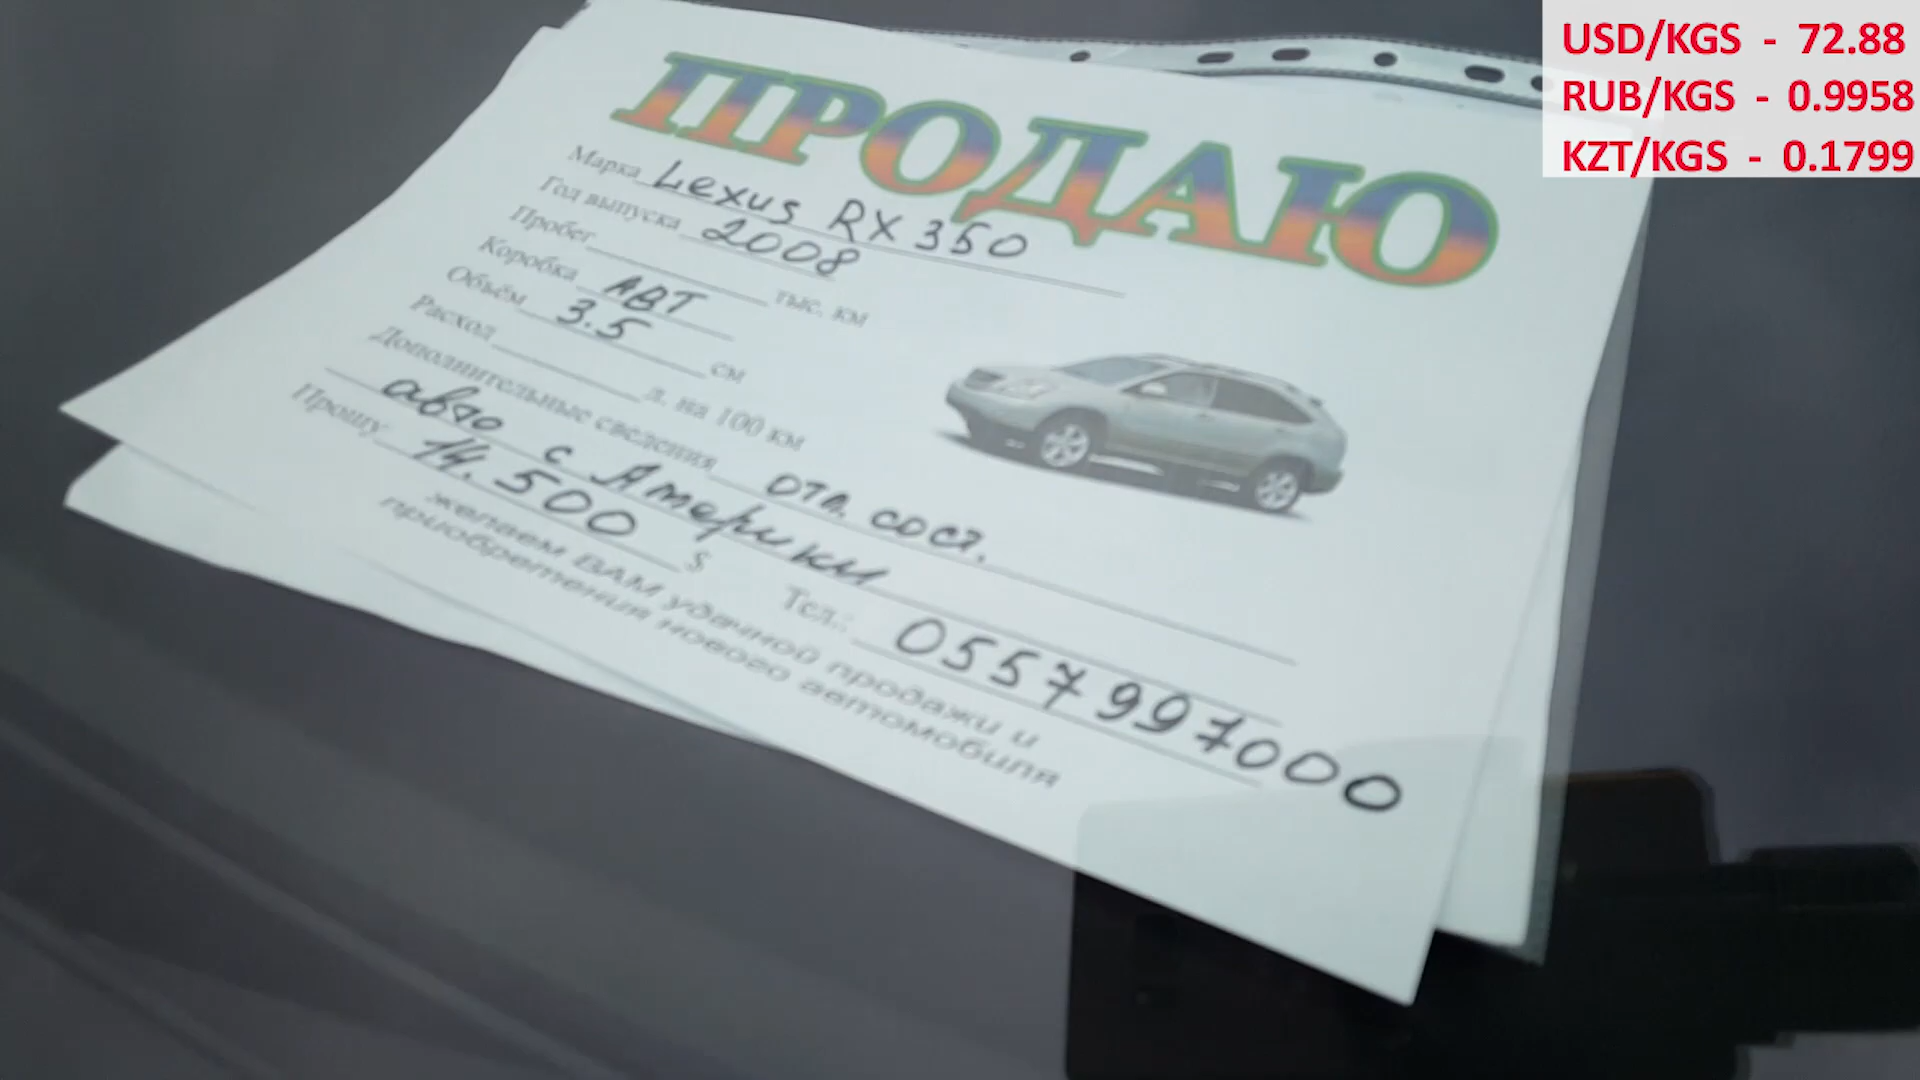 USD/KGS - 72.88
RUB/KGS - 0.9958
KZT/KGS - 0.1799
ПРОДАЮ
Марка Lexus RX 350
Год выпуска 2008
Пробег тыс. км
Коробка АВТ
Объём 3.5 см
Расход л. на 100 км
Дополнительные сведения отл. сост.
авто с Америки
Прошу 14.500 $ Тел.: 0557997000
желаем ВАМ удачной продажи и
приобретения нового автомобиля